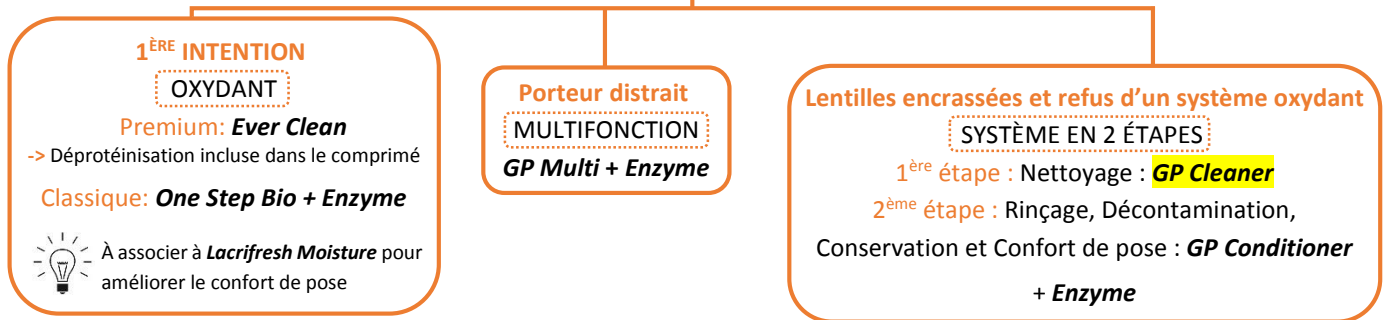 1ÈRE INTENTION
OXYDANT
Premium: Ever Clean
-> Déprotéinisation incluse dans le comprimé
Classique: One Step Bio + Enzyme
À associer à Lacrifresh Moisture pour
améliorer le confort de pose
Porteur distrait
MULTIFONCTION
GP Multi + Enzyme
Lentilles encrassées et refus d’un système oxydant
SYSTÈME EN 2 ÉTAPES
1ère étape : Nettoyage : GP Cleaner
2ème étape : Rinçage, Décontamination,
Conservation et Confort de pose : GP Conditioner
+ Enzyme